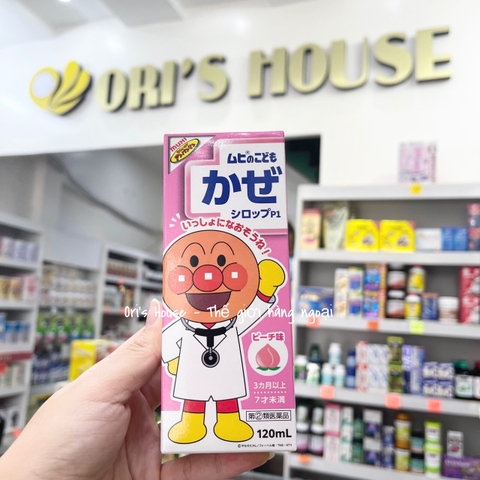 ORI'S HOUSE
muhi
ムヒ®のこども
かぜ
シロップP1
いっしょになおそうね!
Ori's House - Thế giới hàng ngoại
ピーチ味
3カ月以上
7才未満
第②類医薬品
120mL